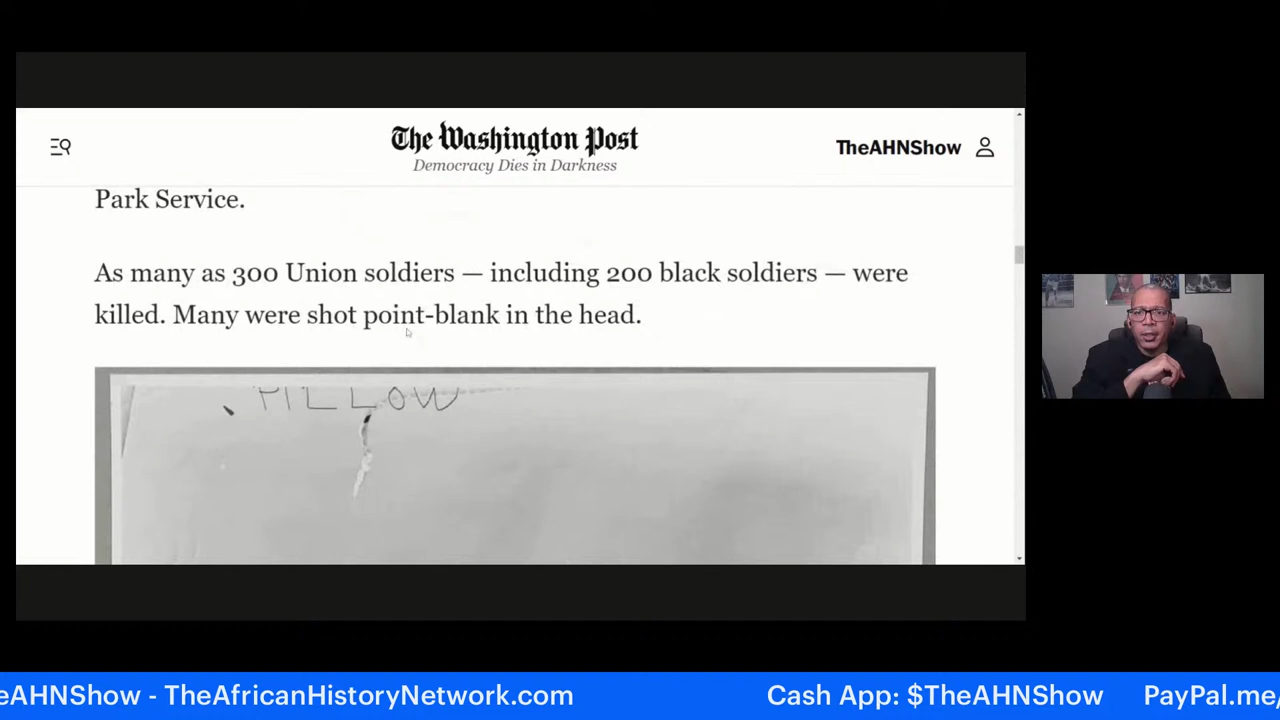 The Washington Post
Democracy Dies in Darkness
TheAHNShow
Park Service.
As many as 300 Union soldiers — including 200 black soldiers — were
killed. Many were shot point-blank in the head.
PILLOW
eAHNShow - TheAfricanHistoryNetwork.com
Cash App: $TheAHNShow
PayPal.me/